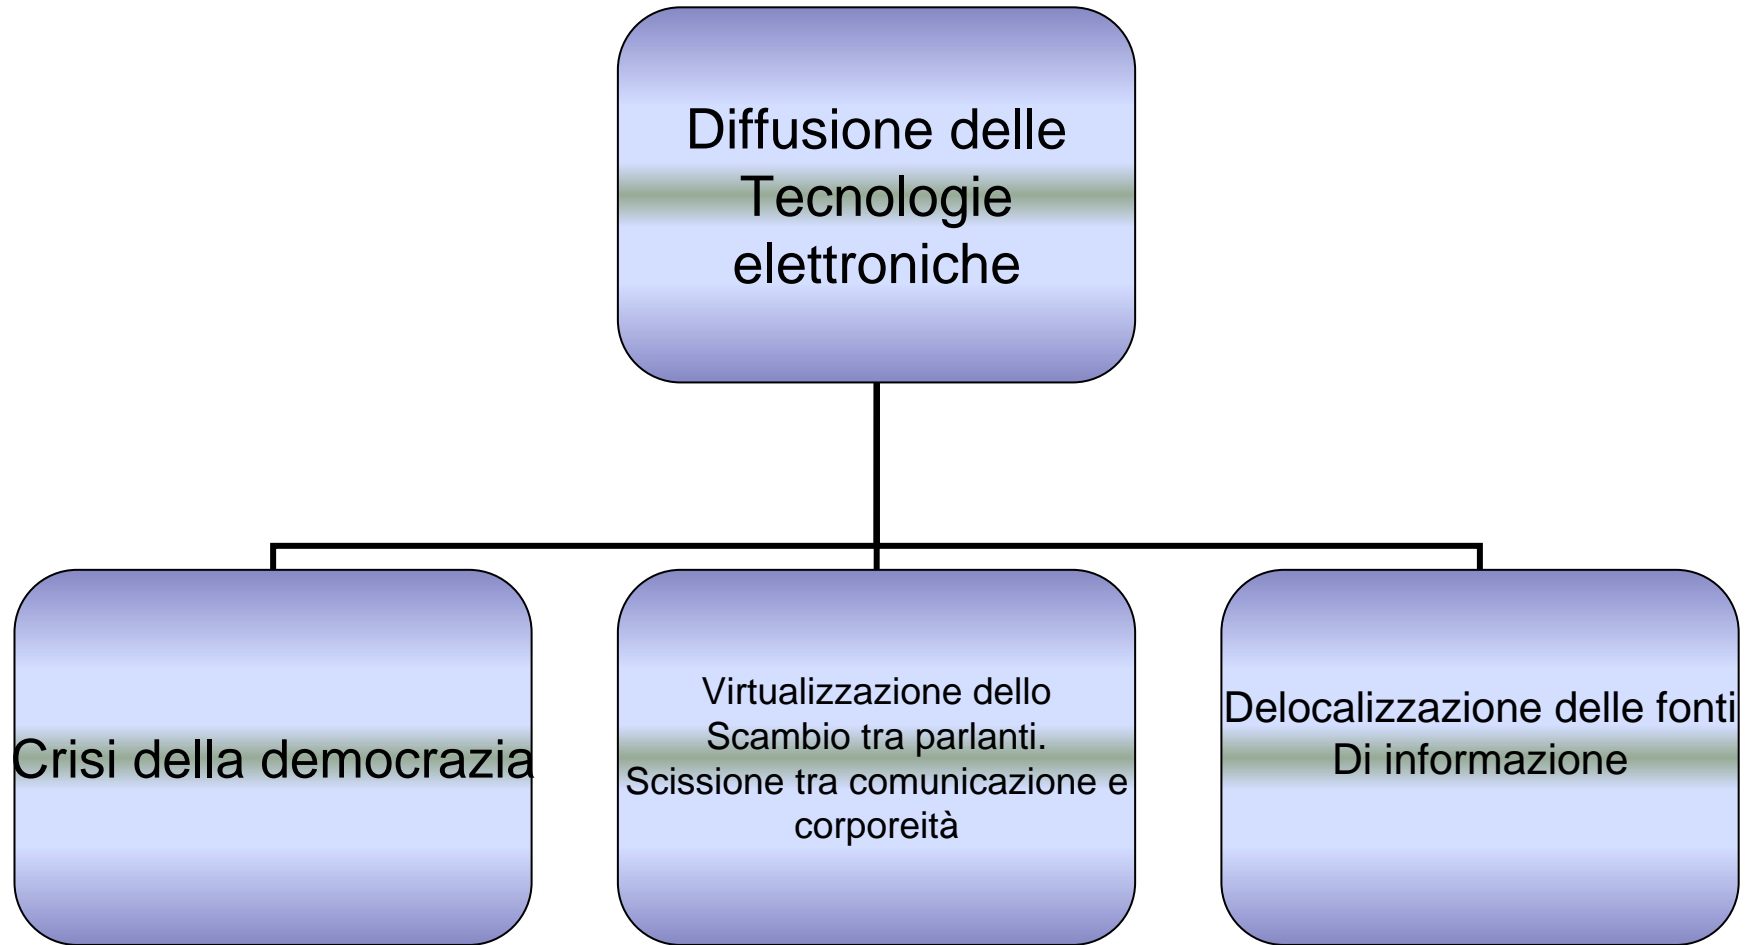 Diffusione delle
Tecnologie
elettroniche
Crisi della democrazia
Virtualizzazione dello
Scambio tra parlanti.
Scissione tra comunicazione e
corporeità
Delocalizzazione delle fonti
Di informazione